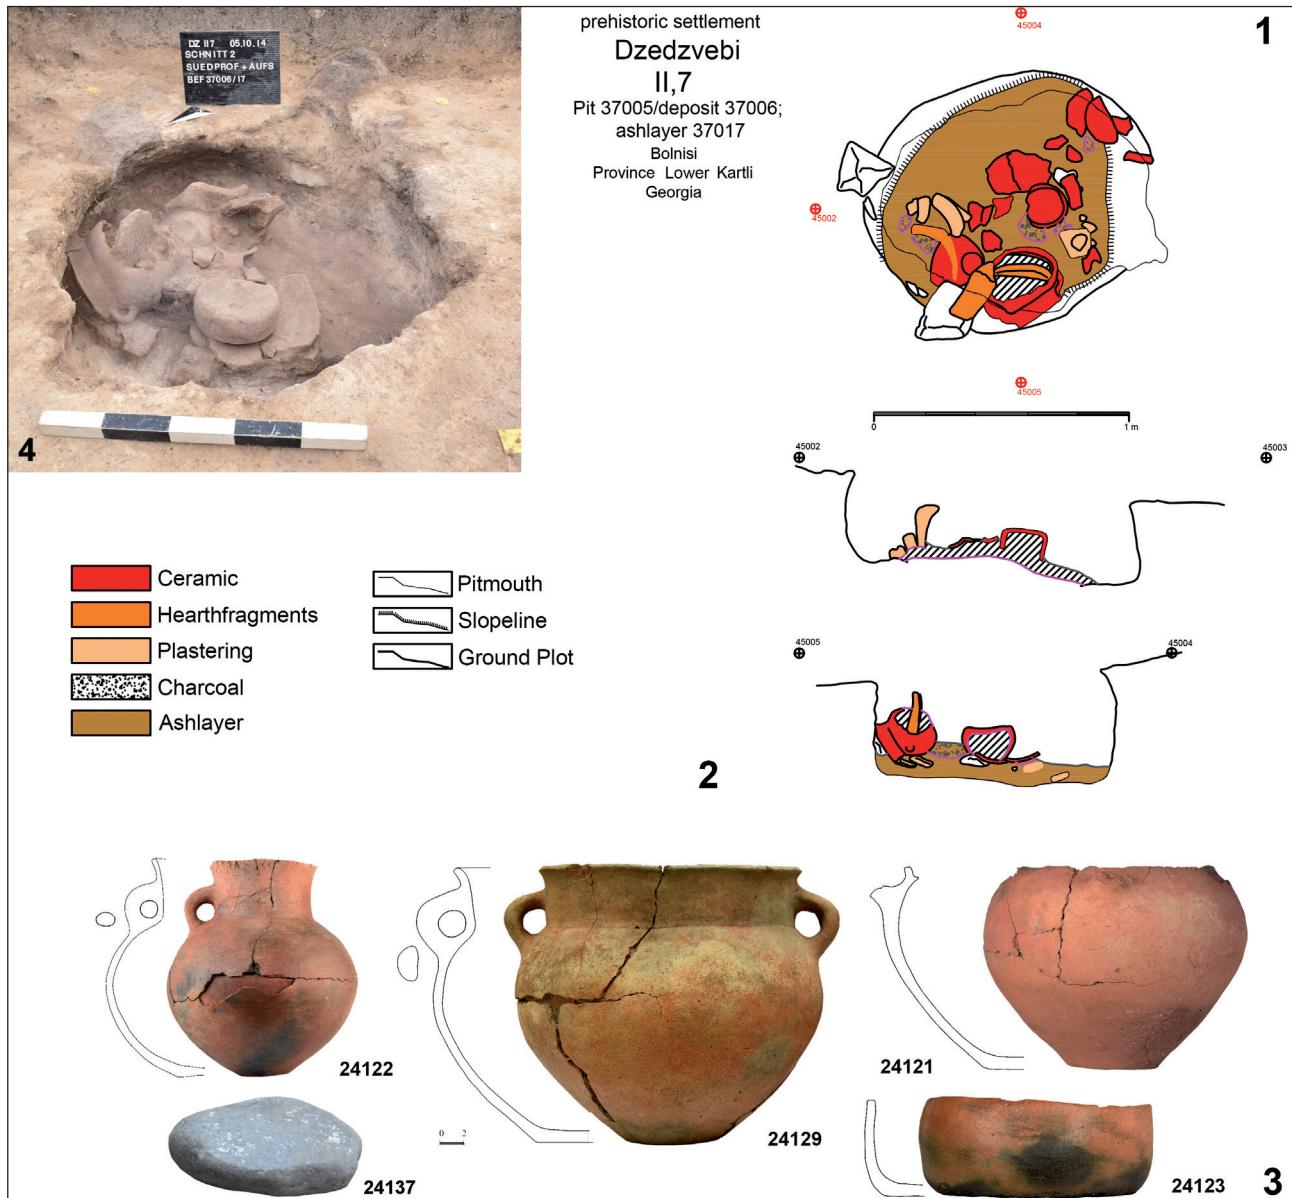 DZ II7 05.10.14
SCHNITT 2
SUEDPROF + AUFS
BEF 37006/17
4
prehistoric settlement
Dzedzvebi
II,7
Pit 37005/deposit 37006;
ashlayer 37017
Bolnisi
Province Lower Kartli
Georgia
1
45004
45002
45005
0 1 m
45002 45003
45005 45004
2
Ceramic
Hearthfragments
Plastering
Charcoal
Ashlayer
Pitmouth
Slopeline
Ground Plot
24122
24129
24121
24137
0 2
24123
3